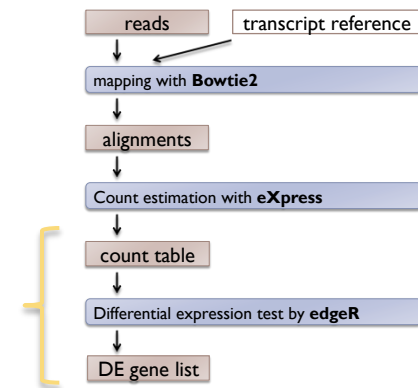 reads
transcript reference
mapping with Bowtie2
alignments
Count estimation with eXpress
count table
Differential expression test by edgeR
DE gene list